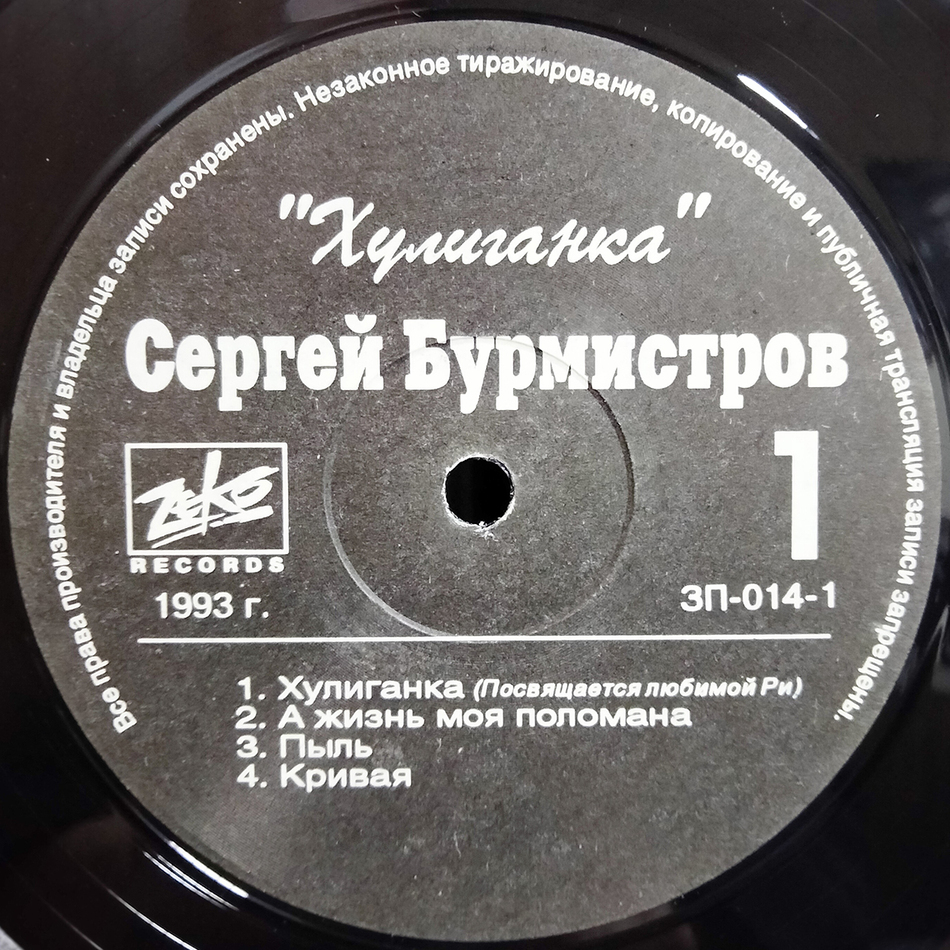 Все права производителя и владельца записи сохранены. Незаконное тиражирование, копирование и публичная трансляция записи запрещены.
"Хулиганка"
Сергей Бурмистров
ZEKO
RECORDS
1993 г.
1
ЗП-014-1
1. Хулиганка (Посвящается любимой Ри)
2. А жизнь моя поломана
3. Пыль
4. Кривая